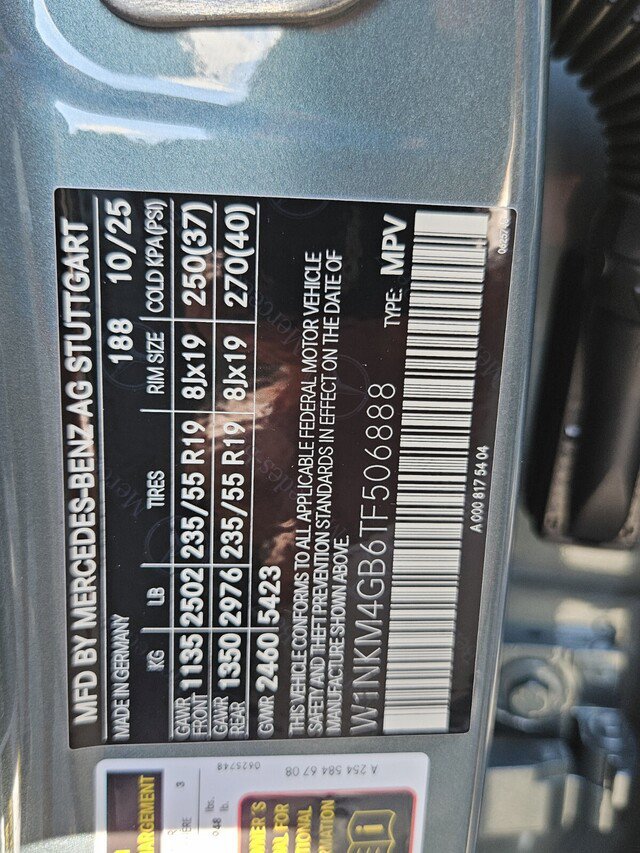 MFD BY MERCEDES-BENZ AG STUTTGART
MADE IN GERMANY 188 10/25
KG LB TIRES RIM SIZE COLD KPA(PSI)
GAWR FRONT 1135 2502 235/55 R19 8Jx19 250(37)
GAWR REAR 1350 2976 235/55 R19 8Jx19 270(40)
GWR 2460 5423
THIS VEHICLE CONFORMS TO ALL APPLICABLE FEDERAL MOTOR VEHICLE
SAFETY AND THEFT PREVENTION STANDARDS IN EFFECT ON THE DATE OF
MANUFACTURE SHOWN ABOVE.
W1NKM4GB6TF506888 TYPE: MPV
A 000 817 54 04
A 254 584 67 08
0625748